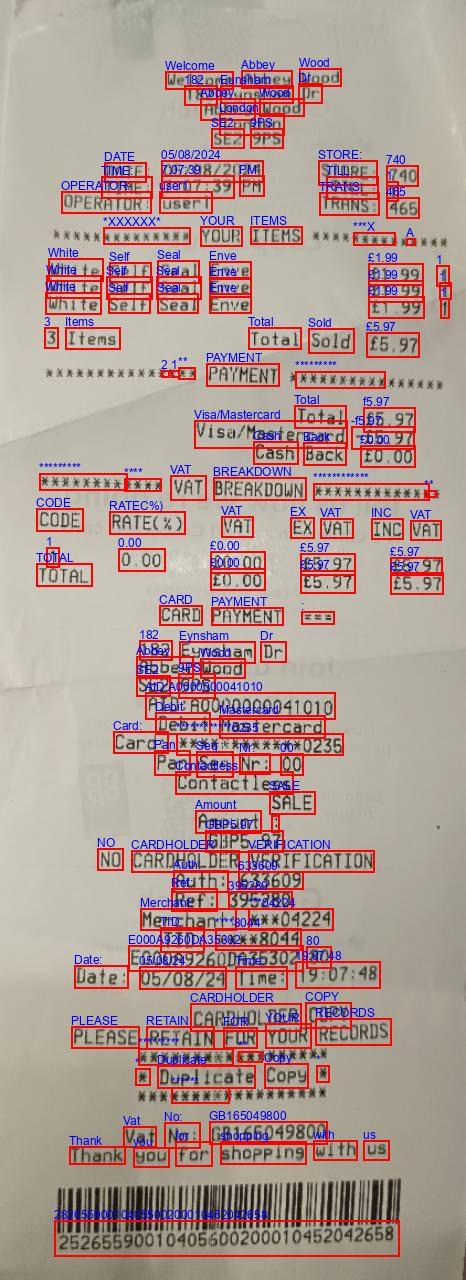 Welcome Abbey Wood
182 Eynsham Dr
Abbey Wood
London
SE2 9PS
DATE: 05/08/2024 STORE: 740
TIME: 7:07:39 PM TILL: 1
OPERATOR: user1 TRANS: 465
************* YOUR ITEMS *************
White Self Seal Enve £1.99 1
White Self Seal Enve £1.99 1
White Self Seal Enve £1.99 1
3 Items Total Sold £5.97
*************** PAYMENT ***************
Total £5.97
Visa/Mastercard -£5.97
Cash Back £0.00
************* VAT BREAKDOWN *************
CODE RATE(%) VAT EX VAT INC VAT
1 0.00 £0.00 £5.97 £5.97
TOTAL £0.00 £5.97 £5.97
CARD PAYMENT :
182 Eynsham Dr
Abbey Wood
SE2 9PS
AID:A0000000041010
Debit Mastercard
Card: ************0235
Pan Seq Nr: 00
Contactless
SALE
Amount :
GBP5.97
NO CARDHOLDER VERIFICATION
Auth: 633609
Ref: 395280
Merchant: ***04224
TID: ****8044
E000A9260DA35302 80
Date: 05/08/24 Time: 19:07:48
CARDHOLDER COPY
PLEASE RETAIN FOR YOUR RECORDS
********************
* Duplicate Copy *
********************
Vat No: GB165049800
Thank you for shopping with us
25265590010405600200010452042658